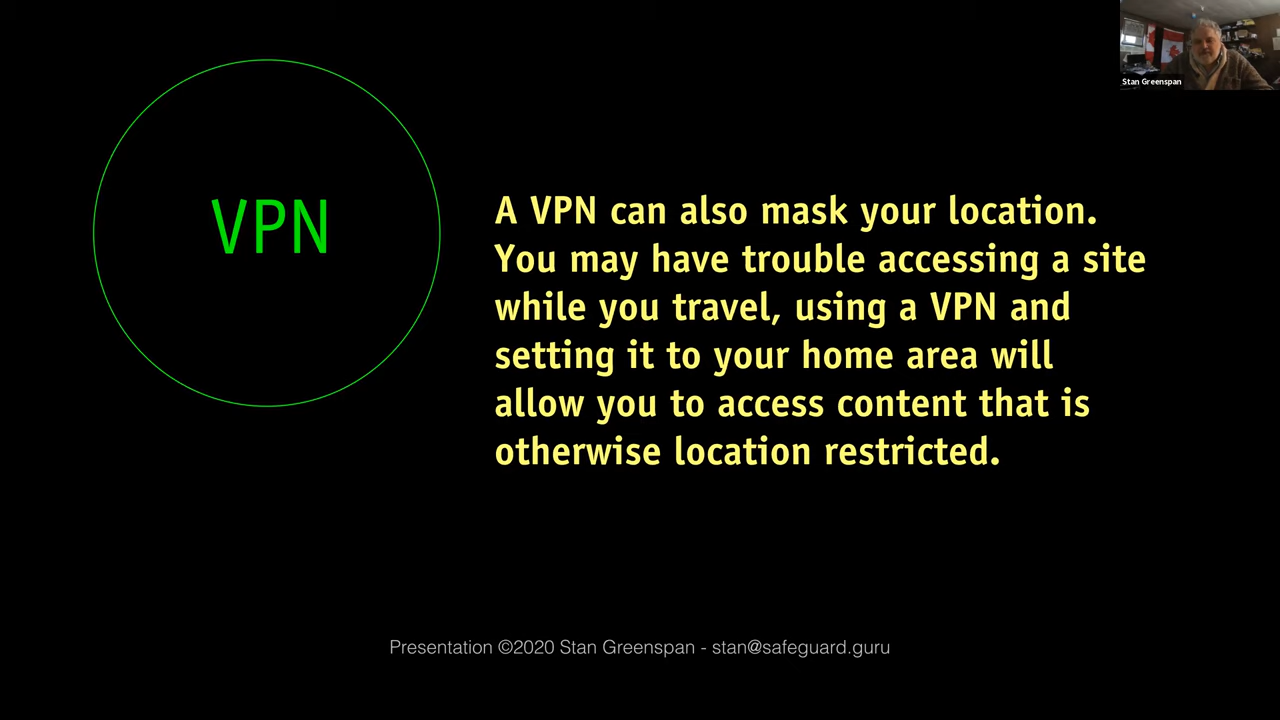 Stan Greenspan
VPN
A VPN can also mask your location.
You may have trouble accessing a site
while you travel, using a VPN and
setting it to your home area will
allow you to access content that is
otherwise location restricted.
Presentation ©2020 Stan Greenspan - stan@safeguard.guru